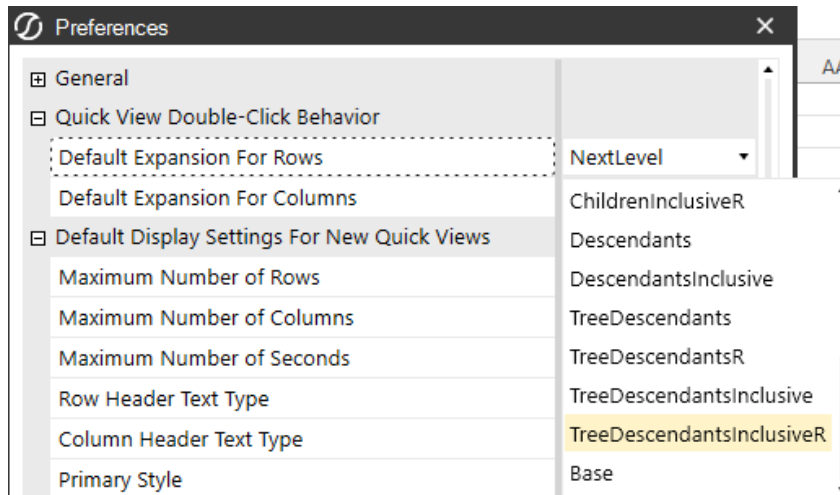 Preferences
AA
General
Quick View Double-Click Behavior
Default Expansion For Rows NextLevel
Default Expansion For Columns
ChildrenInclusiveR
Default Display Settings For New Quick Views
Descendants
Maximum Number of Rows
DescendantsInclusive
Maximum Number of Columns
TreeDescendants
Maximum Number of Seconds
TreeDescendantsR
Row Header Text Type
TreeDescendantsInclusive
Column Header Text Type
TreeDescendantsInclusiveR
Primary Style
Base